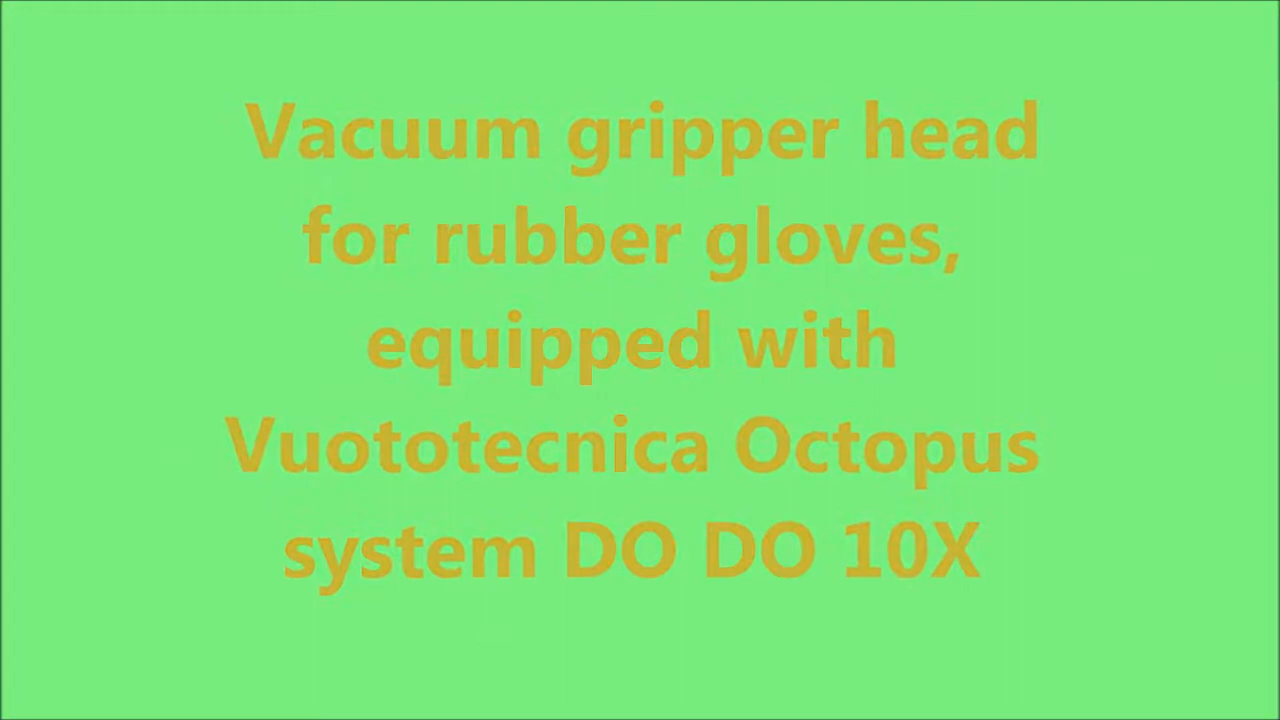 Vacuum gripper head
for rubber gloves,
equipped with
Vuototecnica Octopus
system DO DO 10X